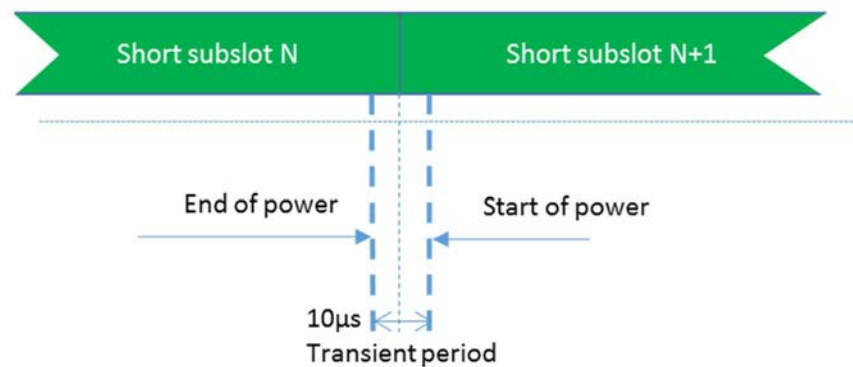 Short subslot N
Short subslot N+1
End of power
Start of power
10µs
Transient period